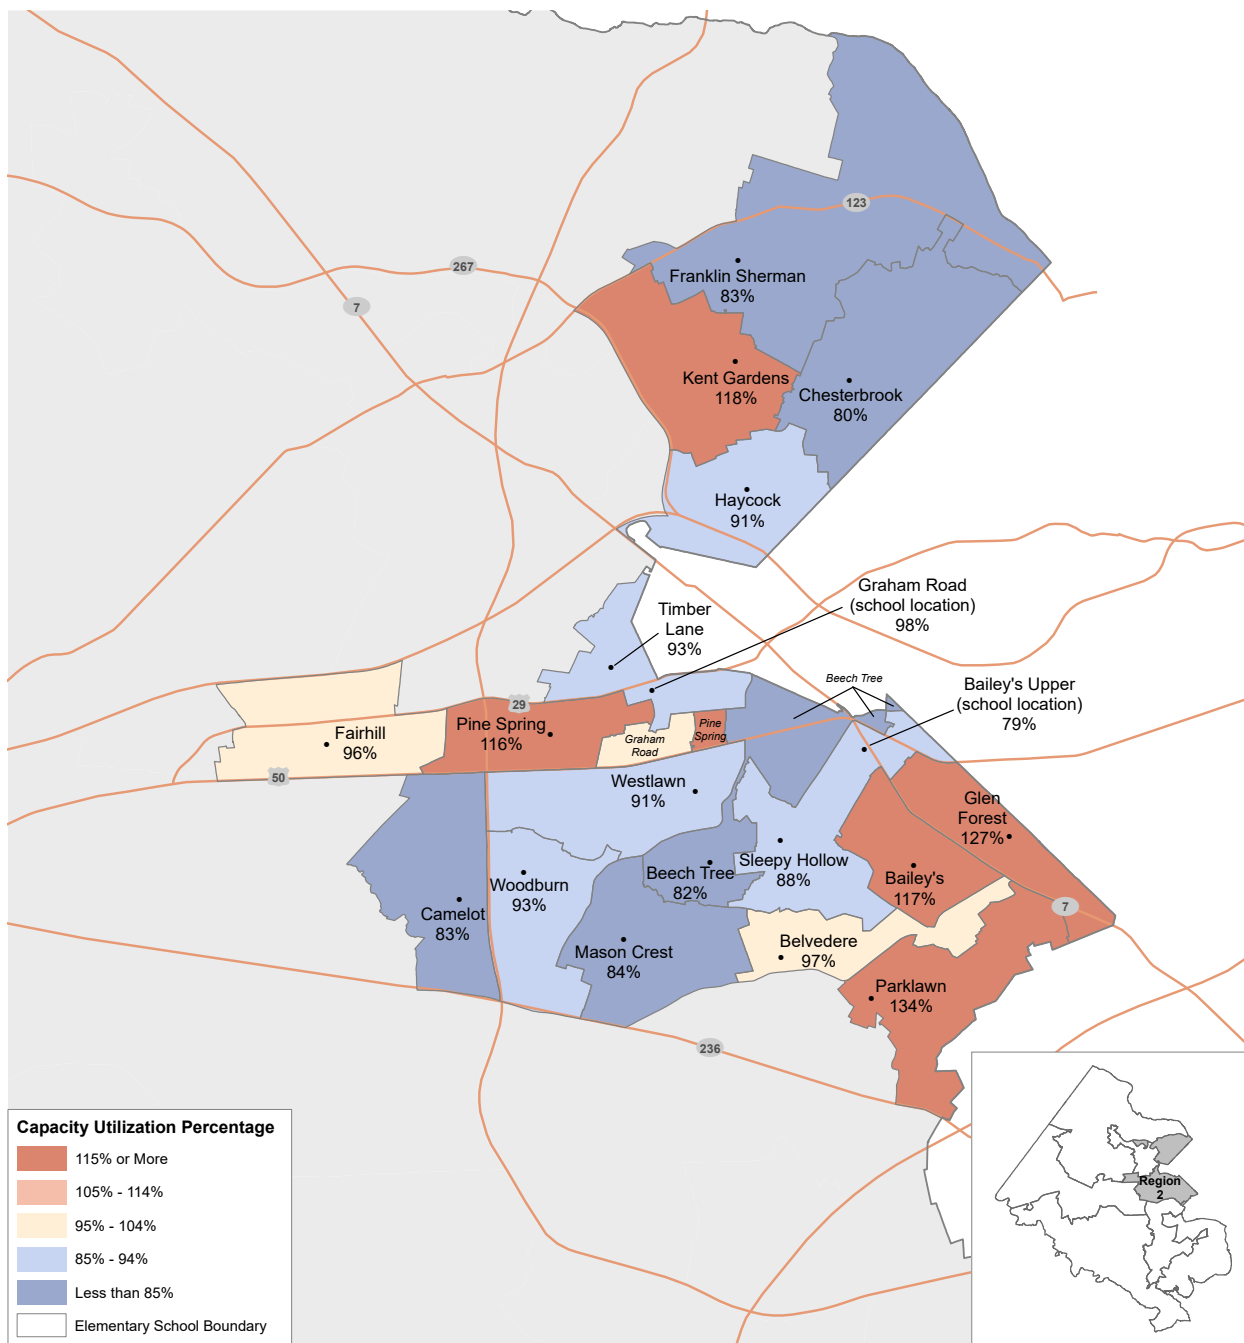 123
267
7
Franklin Sherman
83%
Kent Gardens
118%
Chesterbrook
80%
Haycock
91%
Graham Road
(school location)
98%
Timber
Lane
93%
Beech Tree
Bailey's Upper
(school location)
79%
29
Pine Spring
116%
Pine
Spring
Graham
Road
Fairhill
96%
50
Westlawn
91%
Glen
Forest
127%
Sleepy Hollow
88%
Beech Tree
82%
Bailey's
117%
Woodburn
93%
Camelot
83%
7
Mason Crest
84%
Belvedere
97%
Parklawn
134%
236
Capacity Utilization Percentage
115% or More
105% - 114%
95% - 104%
85% - 94%
Less than 85%
Elementary School Boundary
Region
2